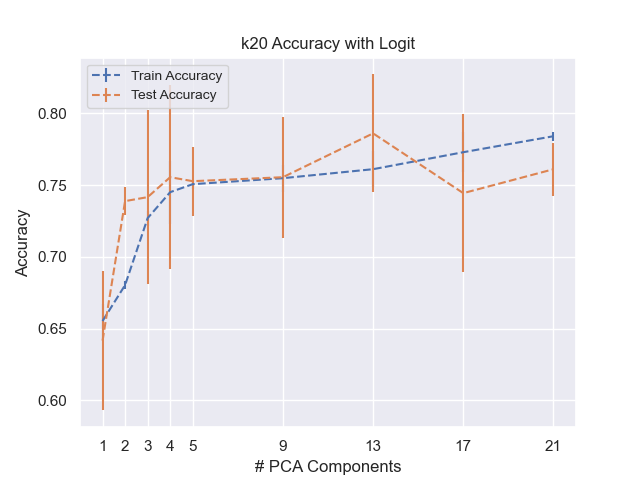 k20 Accuracy with Logit
Train Accuracy
Test Accuracy
0.80
0.75
0.70
0.65
0.60
Accuracy
1 2 3 4 5 9 13 17 21
# PCA Components